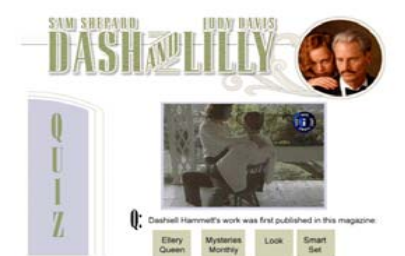 SAM SHEPARD JUDY DAVIS
DASH AND LILLY
QUIZ
Q: Dashiell Hammett's work was first published in this magazine:
Ellery Queen
Mysteries Monthly
Look
Smart Set